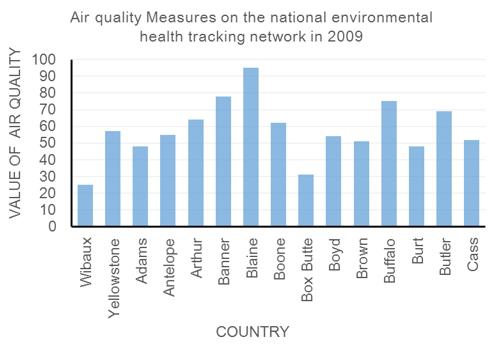 Air quality Measures on the national environmental
health tracking network in 2009
VALUE OF AIR QUALITY
100
90
80
70
60
50
40
30
20
10
0
Wibaux
Yellowstone
Adams
Antelope
Arthur
Banner
Blaine
Boone
Box Butte
Boyd
Brown
Buffalo
Burt
Butler
Cass
COUNTRY